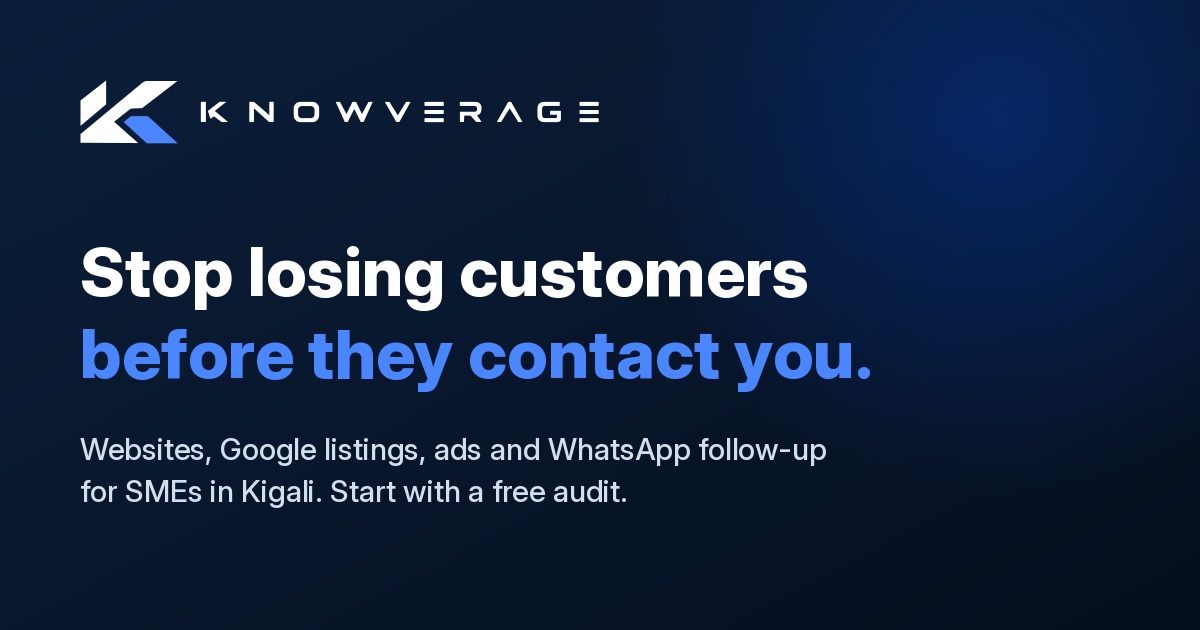 KNOWVERAGE
Stop losing customers
before they contact you.
Websites, Google listings, ads and WhatsApp follow-up
for SMEs in Kigali. Start with a free audit.